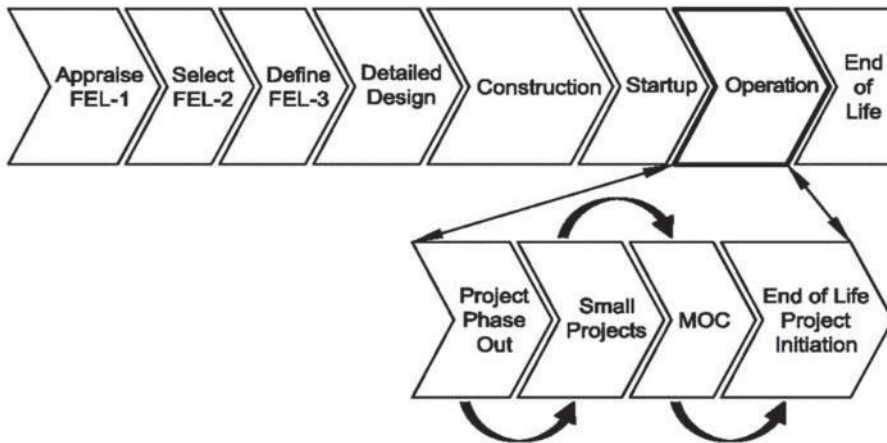 Appraise
FEL-1
Select
FEL-2
Define
FEL-3
Detailed
Design
Construction
Startup
Operation
End
of
Life
Project
Phase
Out
Small
Projects
MOC
End of Life
Project
Initiation